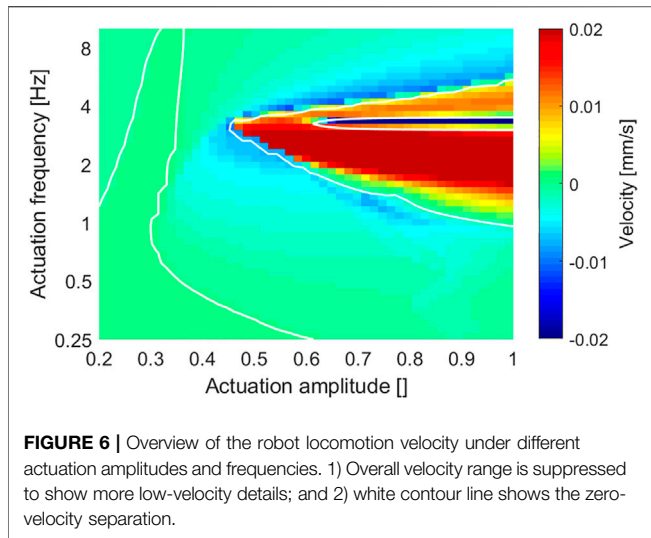 8
4
2
1
0.5
0.25
Actuation frequency [Hz]
0.2 0.3 0.4 0.5 0.6 0.7 0.8 0.9 1
Actuation amplitude []
0.02
0.01
0
-0.01
-0.02
Velocity [mm/s]
FIGURE 6 | Overview of the robot locomotion velocity under different
actuation amplitudes and frequencies. 1) Overall velocity range is suppressed
to show more low-velocity details; and 2) white contour line shows the zero-
velocity separation.